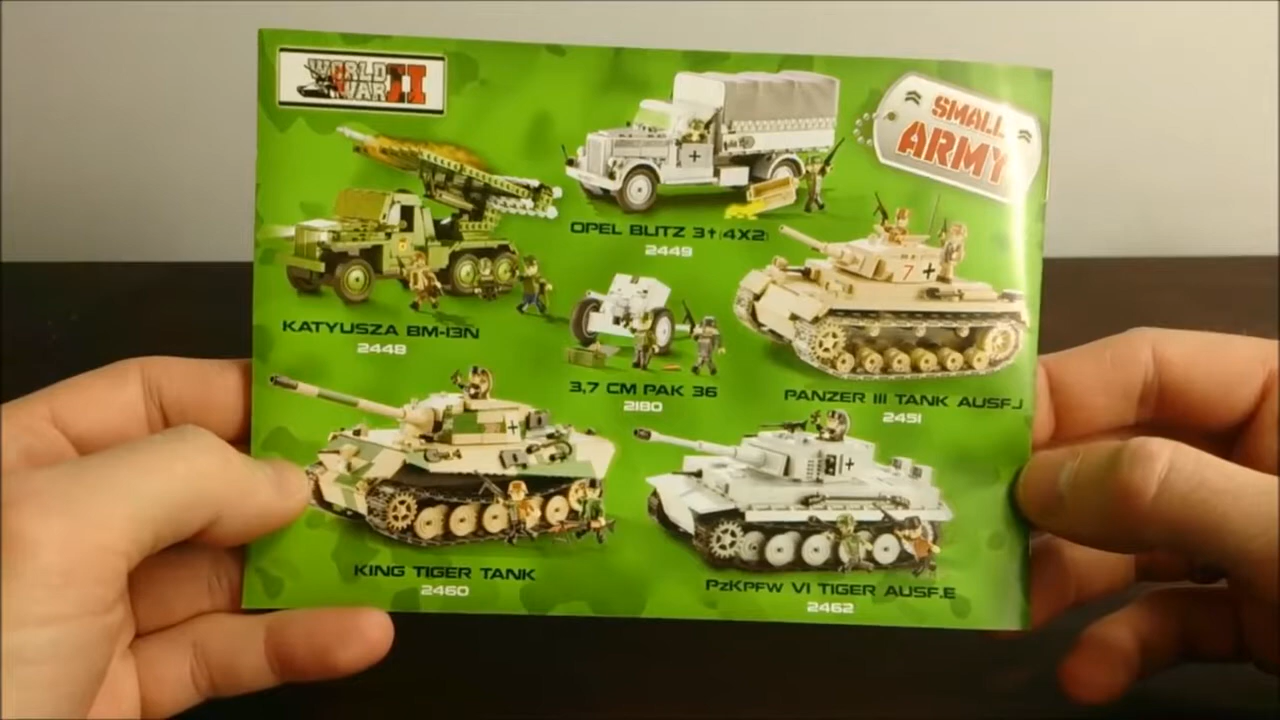 WORLD
WAR II
SMALL
ARMY
OPEL BLITZ 3t (4X2)
2449
KATYUSZA BM-13N
2448
7
3,7 CM PAK 36
2180
PANZER III TANK AUSF.J
2451
KING TIGER TANK
2460
PzKPFW VI TIGER AUSF.E
2462